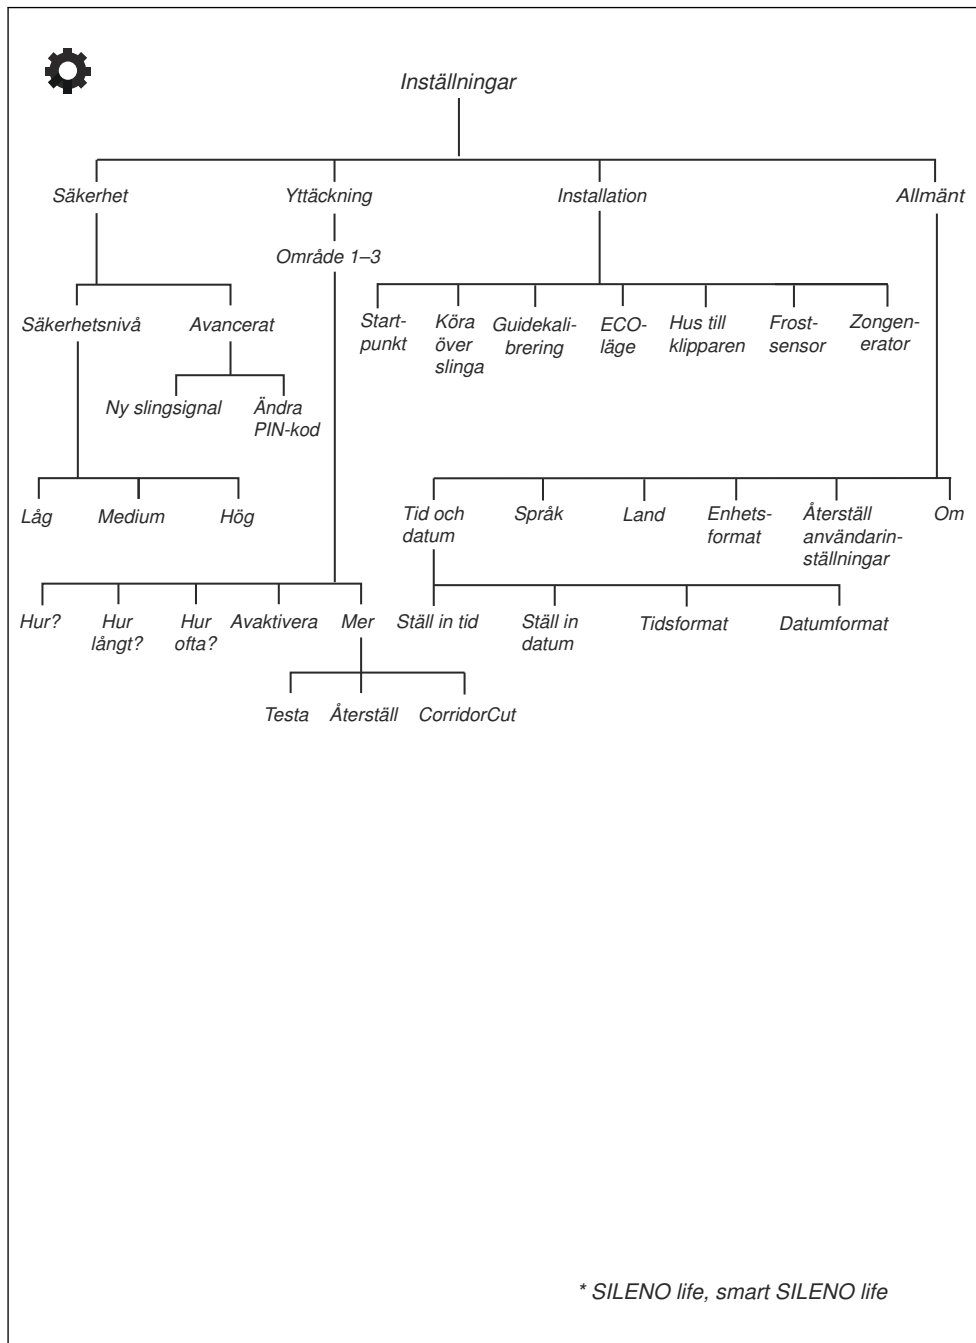 Inställningar
Säkerhet
Yttäckning
Installation
Allmänt
Område 1–3
Säkerhetsnivå
Avancerat
Start-
punkt
Köra
över
slinga
Guidekali-
brering
ECO-
läge
Hus till
klipparen
Frost-
sensor
Zongen-
erator
Ny slingsignal
Ändra
PIN-kod
Låg
Medium
Hög
Tid och
datum
Språk
Land
Enhets-
format
Återställ
användarin-
ställningar
Om
Hur?
Hur
långt?
Hur
ofta?
Avaktivera
Mer
Ställ in tid
Ställ in
datum
Tidsformat
Datumformat
Testa
Återställ
CorridorCut
* SILENO life, smart SILENO life